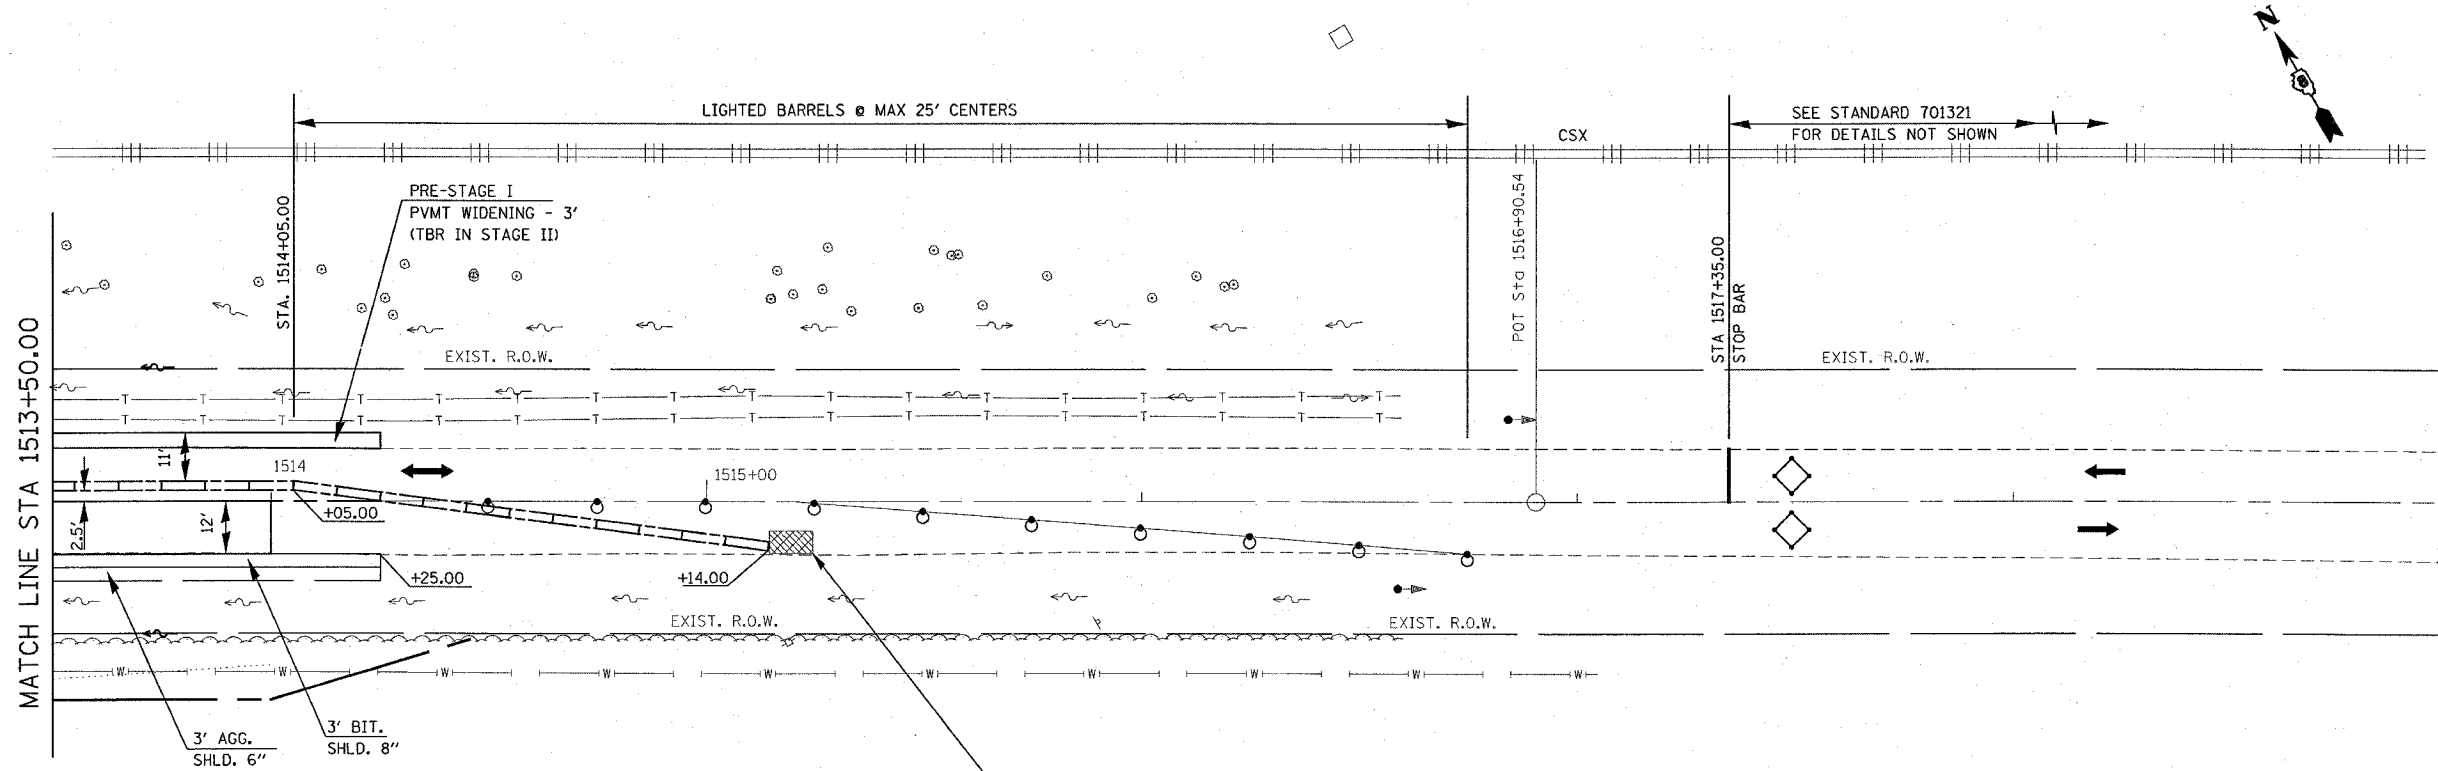 N
8
LIGHTED BARRELS @ MAX 25' CENTERS
SEE STANDARD 701321
FOR DETAILS NOT SHOWN
CSX
PRE-STAGE I
PVMT WIDENING - 3'
(TBR IN STAGE II)
STA. 1514+05.00
POT Sta 1516+90.54
STA 1517+35.00
STOP BAR
MATCH LINE STA 1513+50.00
EXIST. R.O.W.
EXIST. R.O.W.
T T T T T T T T T T T T T T T T T
T T T T T T T T T T T T T T T T T
11'
1514
1515+00
+05.00
2.5'
12'
+25.00
+14.00
EXIST. R.O.W.
EXIST. R.O.W.
W W W W W W W W W W
3' AGG.
SHLD. 6"
3' BIT.
SHLD. 8"